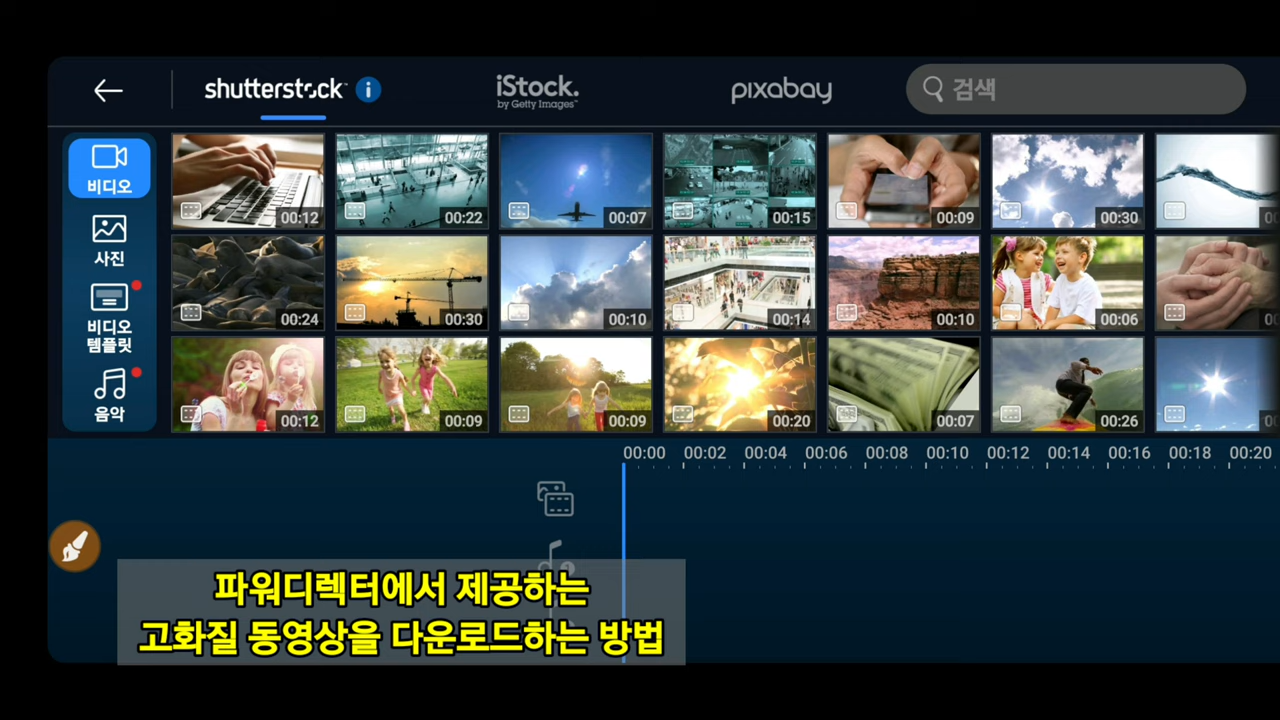 shutterstock
iStock.
by Getty Images™
pixabay
검색
비디오
사진
비디오
템플릿
음악
00:12
00:22
00:07
00:15
00:09
00:30
00:24
00:30
00:10
00:14
00:10
00:06
00:12
00:09
00:09
00:20
00:07
00:26
00:00 00:02 00:04 00:06 00:08 00:10 00:12 00:14 00:16 00:18 00:20
파워디렉터에서 제공하는
고화질 동영상을 다운로드하는 방법